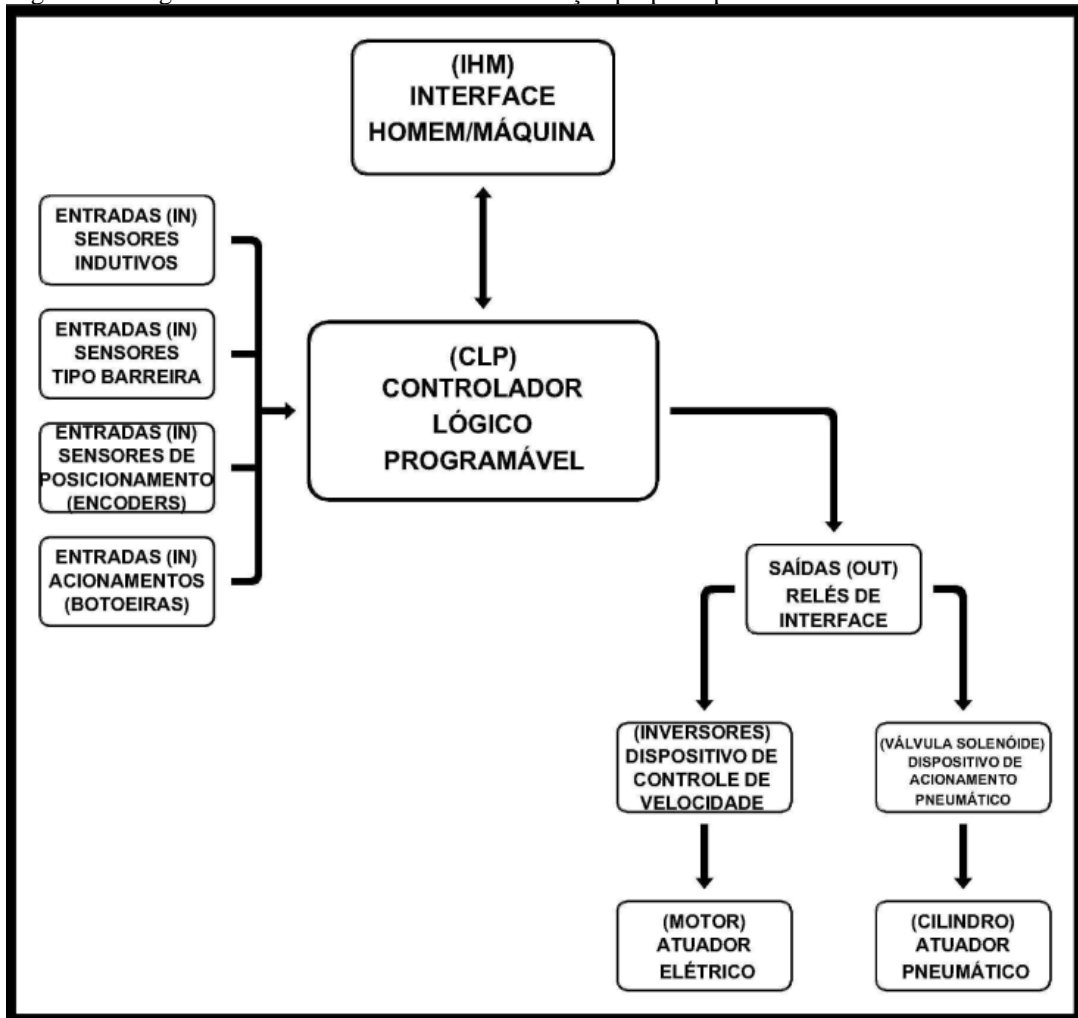 (IHM)
INTERFACE
HOMEM/MÁQUINA
ENTRADAS (IN)
SENSORES
INDUTIVOS
ENTRADAS (IN)
SENSORES
TIPO BARREIRA
ENTRADAS (IN)
SENSORES DE
POSICIONAMENTO
(ENCODERS)
ENTRADAS (IN)
ACIONAMENTOS
(BOTOEIRAS)
(CLP)
CONTROLADOR
LÓGICO
PROGRAMÁVEL
SAÍDAS (OUT)
RELÉS DE
INTERFACE
(INVERSORES)
DISPOSITIVO DE
CONTROLE DE
VELOCIDADE
(VÁLVULA SOLENÓIDE)
DISPOSITIVO DE
ACIONAMENTO
PNEUMÁTICO
(MOTOR)
ATUADOR
ELÉTRICO
(CILINDRO)
ATUADOR
PNEUMÁTICO